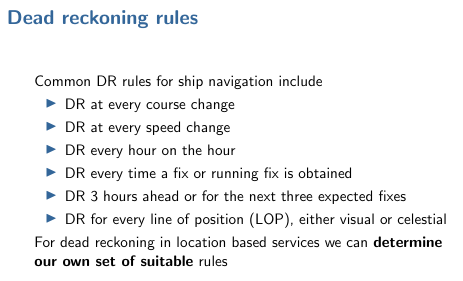 Dead reckoning rules
Common DR rules for ship navigation include
▶ DR at every course change
▶ DR at every speed change
▶ DR every hour on the hour
▶ DR every time a fix or running fix is obtained
▶ DR 3 hours ahead or for the next three expected fixes
▶ DR for every line of position (LOP), either visual or celestial
For dead reckoning in location based services we can determine
our own set of suitable rules